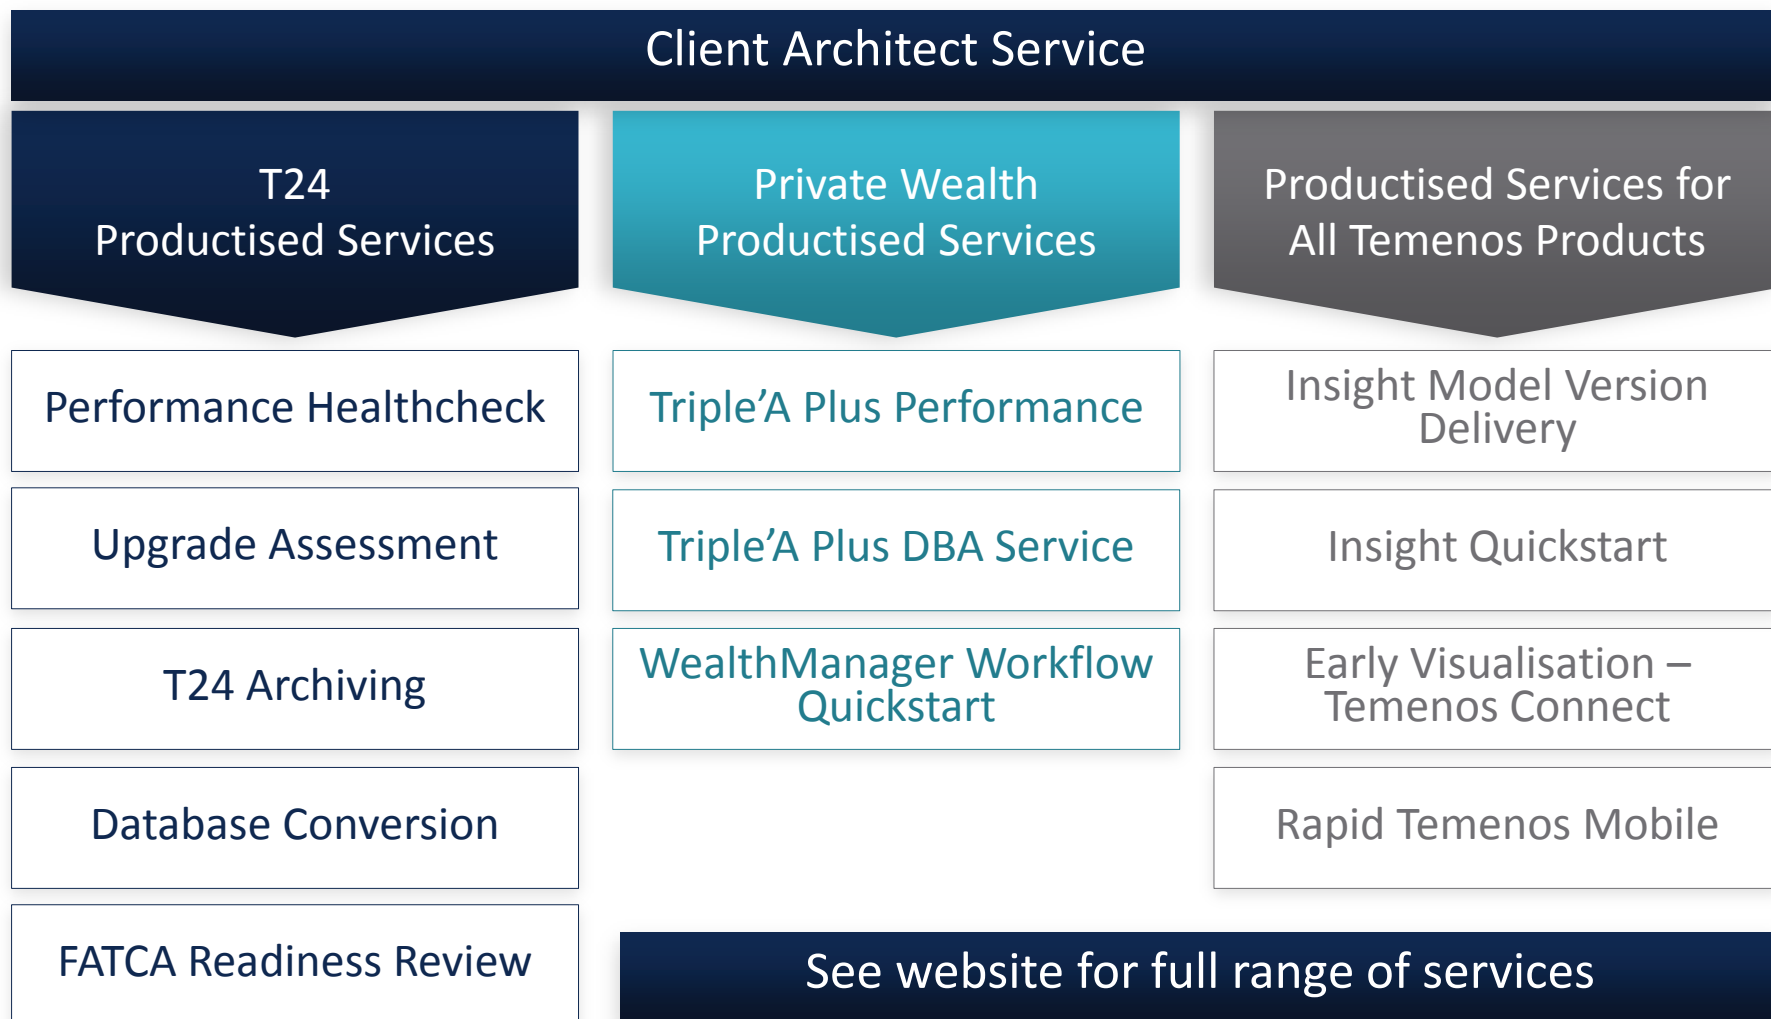 Client Architect Service
T24
Productised Services
Performance Healthcheck
Upgrade Assessment
T24 Archiving
Database Conversion
FATCA Readiness Review
Private Wealth
Productised Services
Triple’A Plus Performance
Triple’A Plus DBA Service
WealthManager Workflow
Quickstart
Productised Services for
All Temenos Products
Insight Model Version
Delivery
Insight Quickstart
Early Visualisation –
Temenos Connect
Rapid Temenos Mobile
See website for full range of services